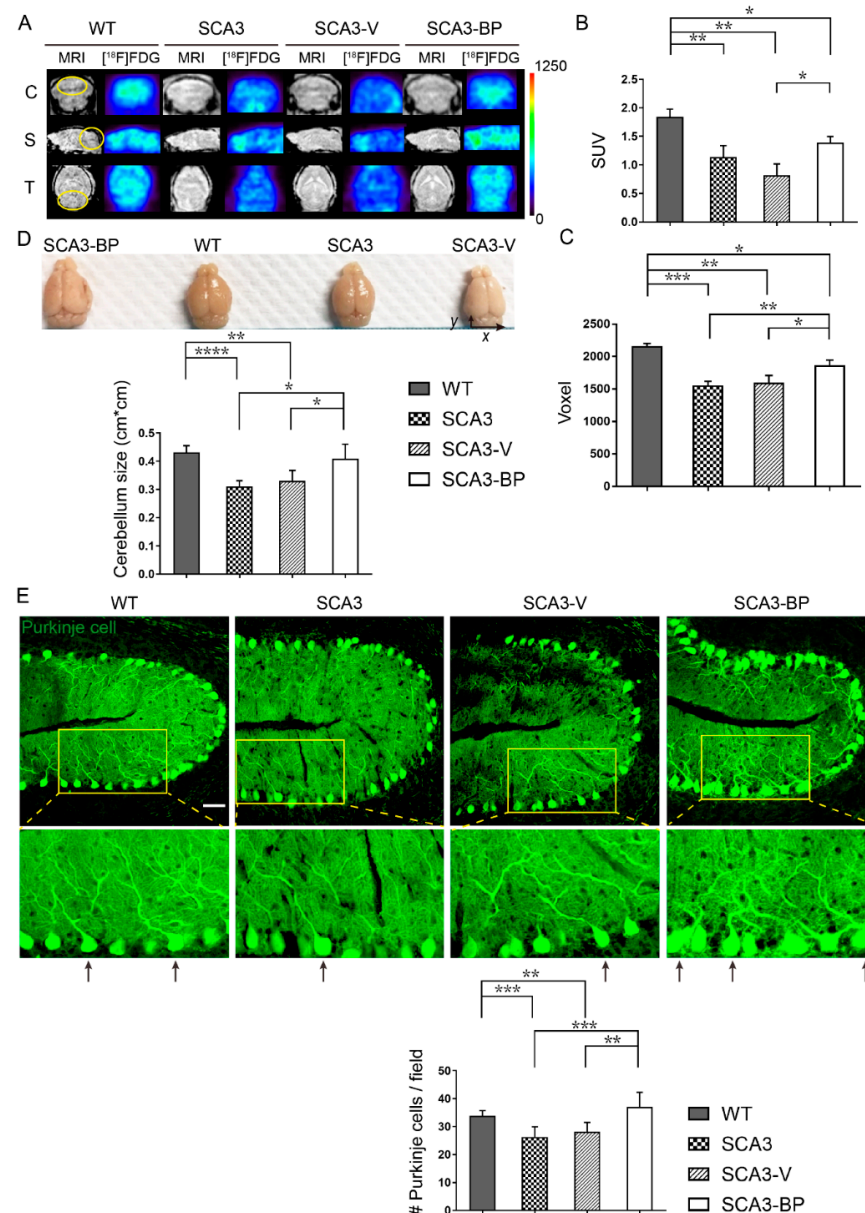 A
WT SCA3 SCA3-V SCA3-BP
MRI [¹⁸F]FDG MRI [¹⁸F]FDG MRI [¹⁸F]FDG MRI [¹⁸F]FDG
1250
C
S
T
0
B
*
**
**
*
2.5
2.0
1.5
1.0
0.5
0.0
SUV
D
SCA3-BP WT SCA3 SCA3-V
y
x
C
*
**
***
**
*
2500
2000
1500
1000
500
0
Voxel
**
****
*
*
0.5
0.4
0.3
0.2
0.1
0.0
Cerebellum size (cm*cm)
WT
SCA3
SCA3-V
SCA3-BP
E
WT SCA3 SCA3-V SCA3-BP
Purkinje cell
**
***
***
**
50
40
30
20
10
# Purkinje cells / field
WT
SCA3
SCA3-V
SCA3-BP